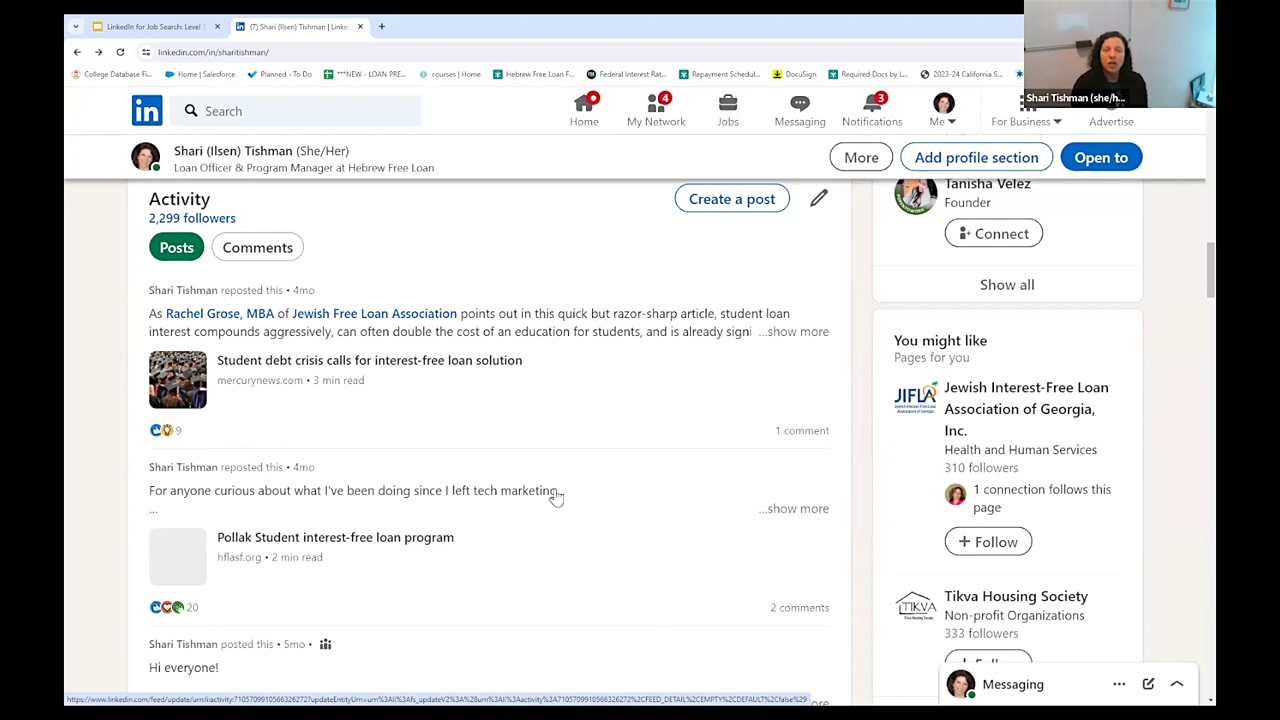 LinkedIn for Job Search: Level
(7) Shari (Ilsen) Tishman | Linke
linkedin.com/in/sharitishman/
College Database Fi...
Home | Salesforce
Planned - To Do
***NEW - LOAN PRE...
courses | Home
Hebrew Free Loan F...
Federal Interest Rat...
Repayment Schedul...
DocuSign
Required Docs by L...
2023-24 California S...
Shari Tishman (she/h...
in
Search
Home
4
My Network
Jobs
Messaging
3
Notifications
Me
For Business
Advertise
Shari (Ilsen) Tishman (She/Her)
Loan Officer & Program Manager at Hebrew Free Loan
More
Add profile section
Open to
Activity
2,299 followers
Create a post
Posts
Comments
Shari Tishman reposted this • 4mo
As Rachel Grose, MBA of Jewish Free Loan Association points out in this quick but razor-sharp article, student loan
interest compounds aggressively, can often double the cost of an education for students, and is already signi ...show more
Student debt crisis calls for interest-free loan solution
mercurynews.com • 3 min read
9
1 comment
Shari Tishman reposted this • 4mo
For anyone curious about what I've been doing since I left tech marketing
...
...show more
Pollak Student interest-free loan program
hflasf.org • 2 min read
20
2 comments
Shari Tishman posted this • 5mo •
Hi everyone!
Tanisha Velez
Founder
Connect
Show all
You might like
Pages for you
JIFLA
Jewish Interest-Free Loan
Association of Georgia,
Inc.
Health and Human Services
310 followers
1 connection follows this
page
+ Follow
TIKVA
Tikva Housing Society
Non-profit Organizations
333 followers
Messaging